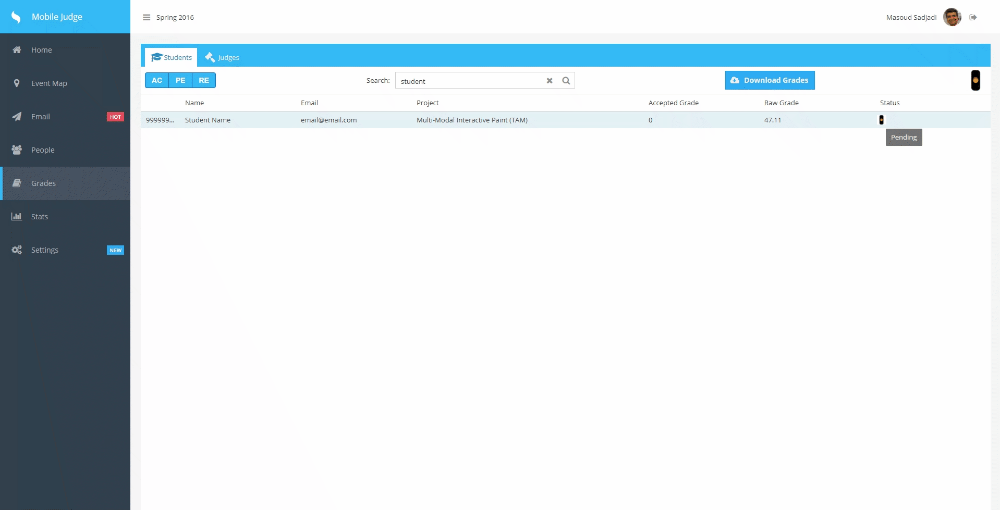 Mobile Judge
Spring 2016
Masoud Sadjadi
Home
Event Map
Email HOT
People
Grades
Stats
Settings NEW
Students Judges
AC PE RE Search: student Download Grades
Name Email Project Accepted Grade Raw Grade Status
999999... Student Name email@email.com Multi-Modal Interactive Paint (TAM) 0 47.11
Pending